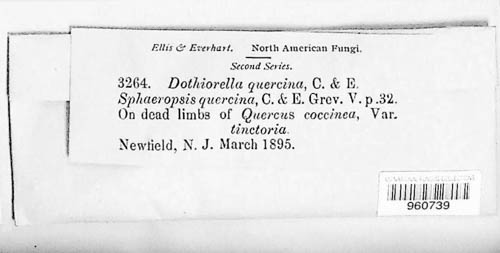 Ellis & Everhart. North American Fungi.
Second Series.
3264. Dothiorella quercina, C. & E.
Sphaeropsis quercina, C. & E. Grev. V. p. 32.
On dead limbs of Quercus coccinea, Var.
tinctoria.
Newfield, N. J. March 1895.
960739